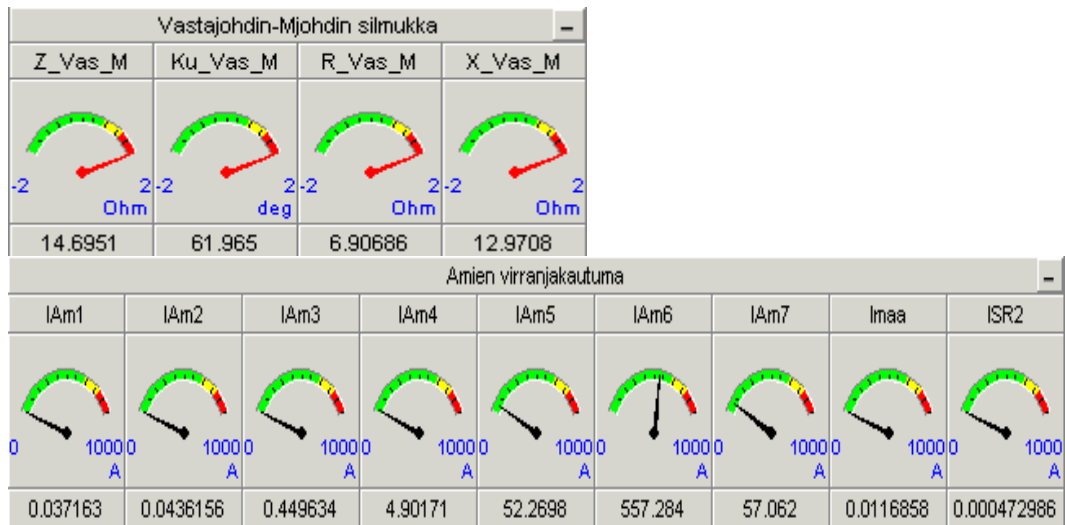 Vastajohdin-Mjohdin silmukka
Z_Vas_M Ku_Vas_M R_Vas_M X_Vas_M
-2 2 -2 2 -2 2 -2 2
Ohm deg Ohm Ohm
14.6951 61.965 6.90686 12.9708
Amien virranjakautuma
IAm1 IAm2 IAm3 IAm4 IAm5 IAm6 IAm7 Imaa ISR2
0 1000 0 1000 0 1000 0 1000 0 1000 0 1000 0 1000 0 1000 0 1000
A A A A A A A A A
0.037163 0.0436156 0.449634 4.90171 52.2698 557.284 57.062 0.0116858 0.000472986